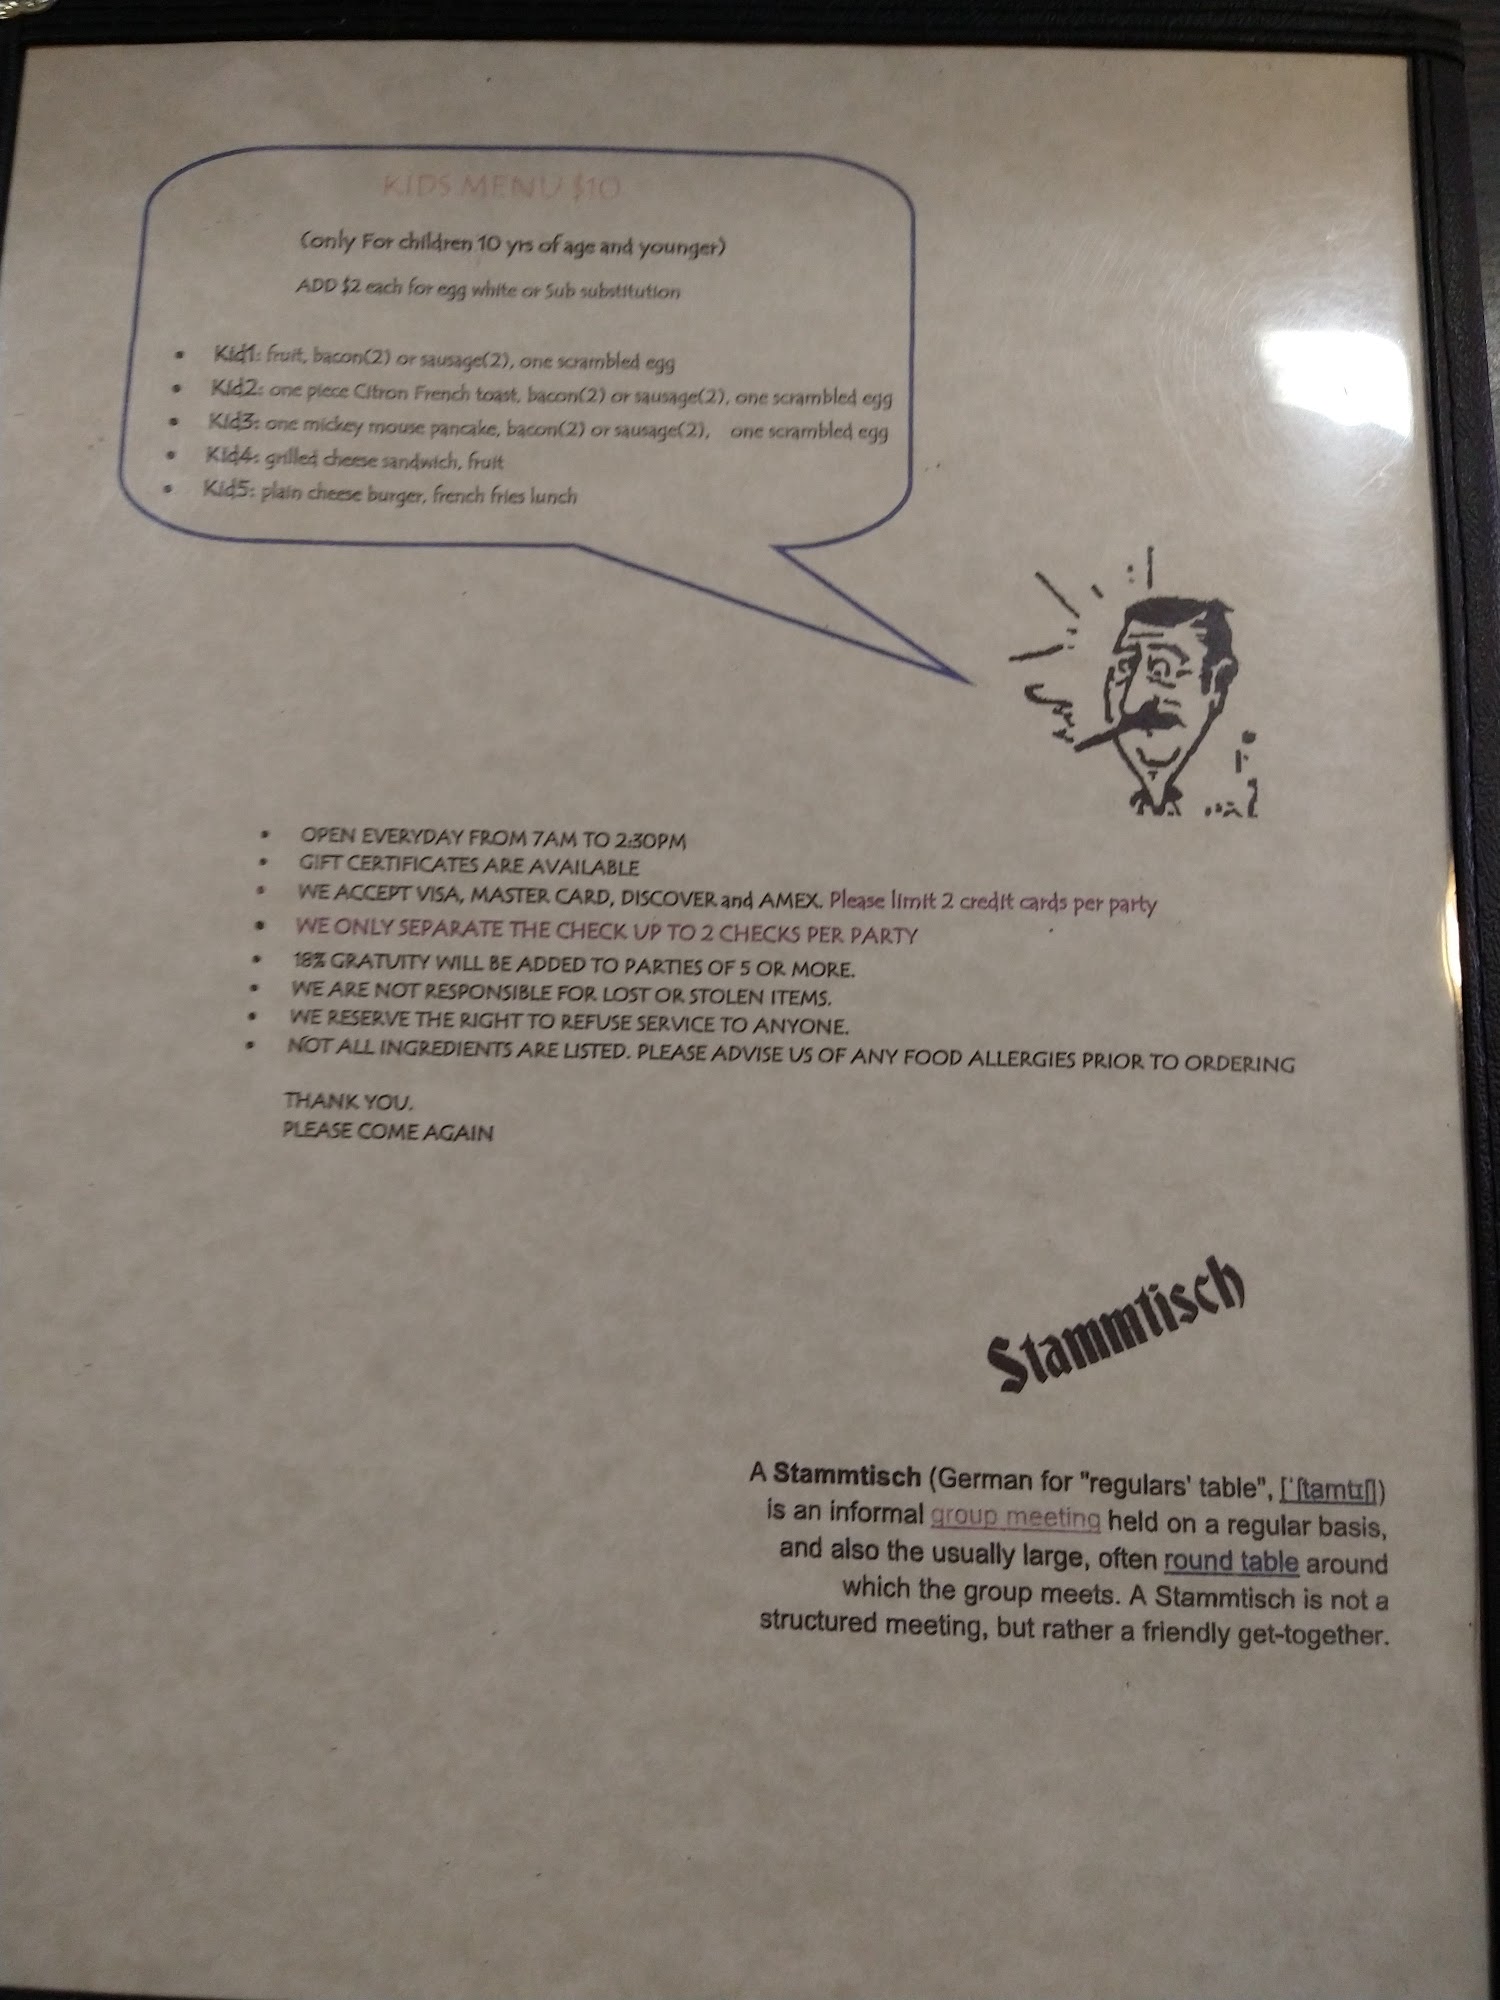 KIDS MENU $10
(only For children 10 yrs of age and younger)
ADD $2 each for egg white or Sub substitution
• Kid1: fruit, bacon(2) or sausage(2), one scrambled egg
• Kid2: one piece Citron French toast, bacon(2) or sausage(2), one scrambled egg
• Kid3: one mickey mouse pancake, bacon(2) or sausage(2), one scrambled egg
• Kid4: grilled cheese sandwich, fruit
• Kid5: plain cheese burger, french fries lunch
• OPEN EVERYDAY FROM 7AM TO 2:30PM
• GIFT CERTIFICATES ARE AVAILABLE
• WE ACCEPT VISA, MASTER CARD, DISCOVER and AMEX. Please limit 2 credit cards per party
• WE ONLY SEPARATE THE CHECK UP TO 2 CHECKS PER PARTY
• 18% GRATUITY WILL BE ADDED TO PARTIES OF 5 OR MORE.
• WE ARE NOT RESPONSIBLE FOR LOST OR STOLEN ITEMS.
• WE RESERVE THE RIGHT TO REFUSE SERVICE TO ANYONE.
• NOT ALL INGREDIENTS ARE LISTED. PLEASE ADVISE US OF ANY FOOD ALLERGIES PRIOR TO ORDERING
THANK YOU.
PLEASE COME AGAIN
Stammtisch
A Stammtisch (German for "regulars' table", [ˈʃtamtɪʃ])
is an informal group meeting held on a regular basis,
and also the usually large, often round table around
which the group meets. A Stammtisch is not a
structured meeting, but rather a friendly get-together.